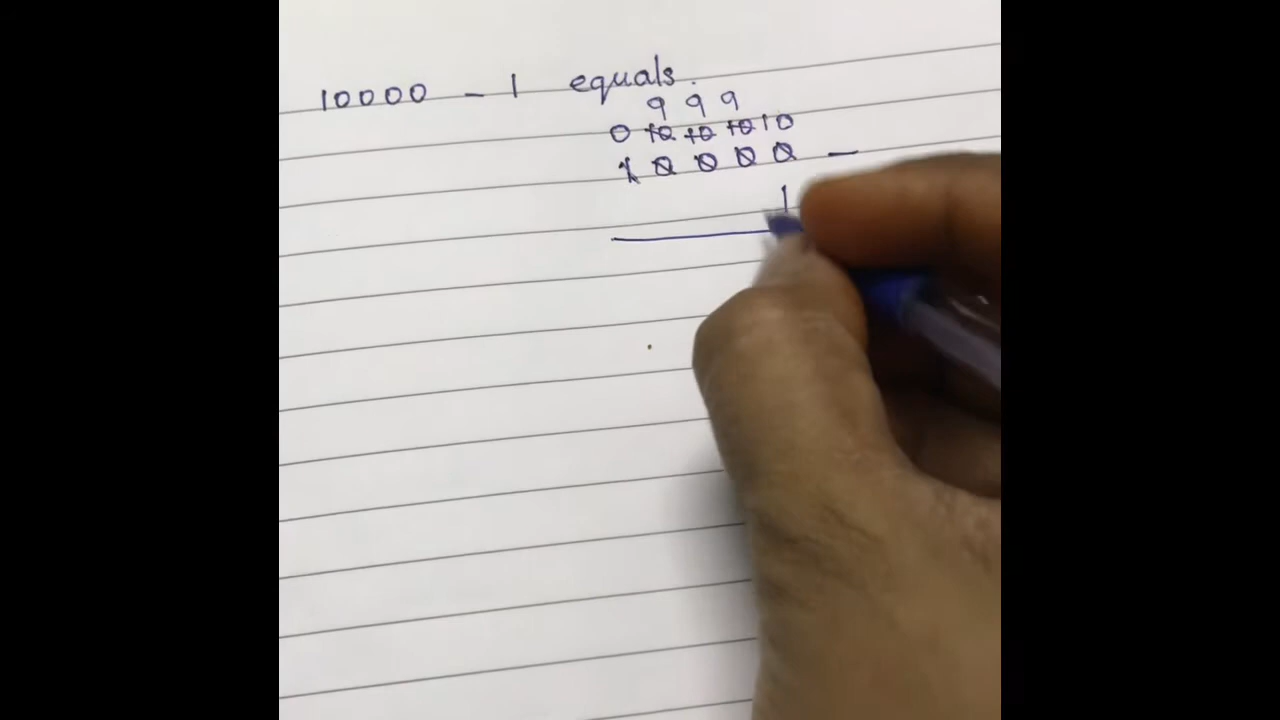 10000 - 1 equals.
9 9 9
0 10 10 10 10
1 0 0 0 0 -
1